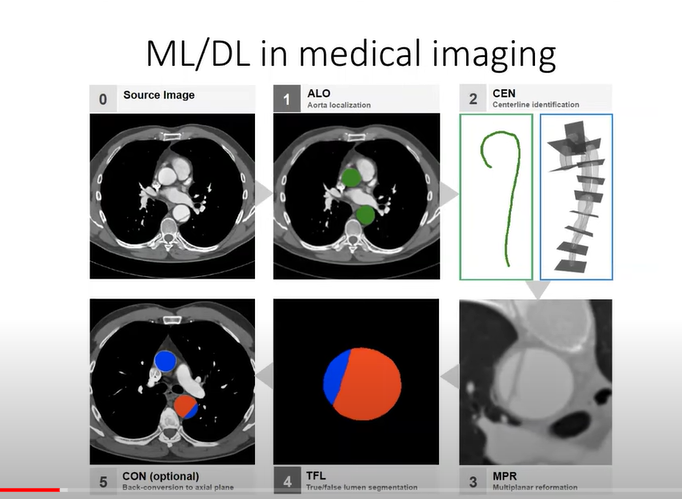 ML/DL in medical imaging
0 Source Image
1 ALO
Aorta localization
2 CEN
Centerline identification
5 CON (optional)
Back-conversion to axial plane
4 TFL
True/false lumen segmentation
3 MPR
Multiplanar reformation